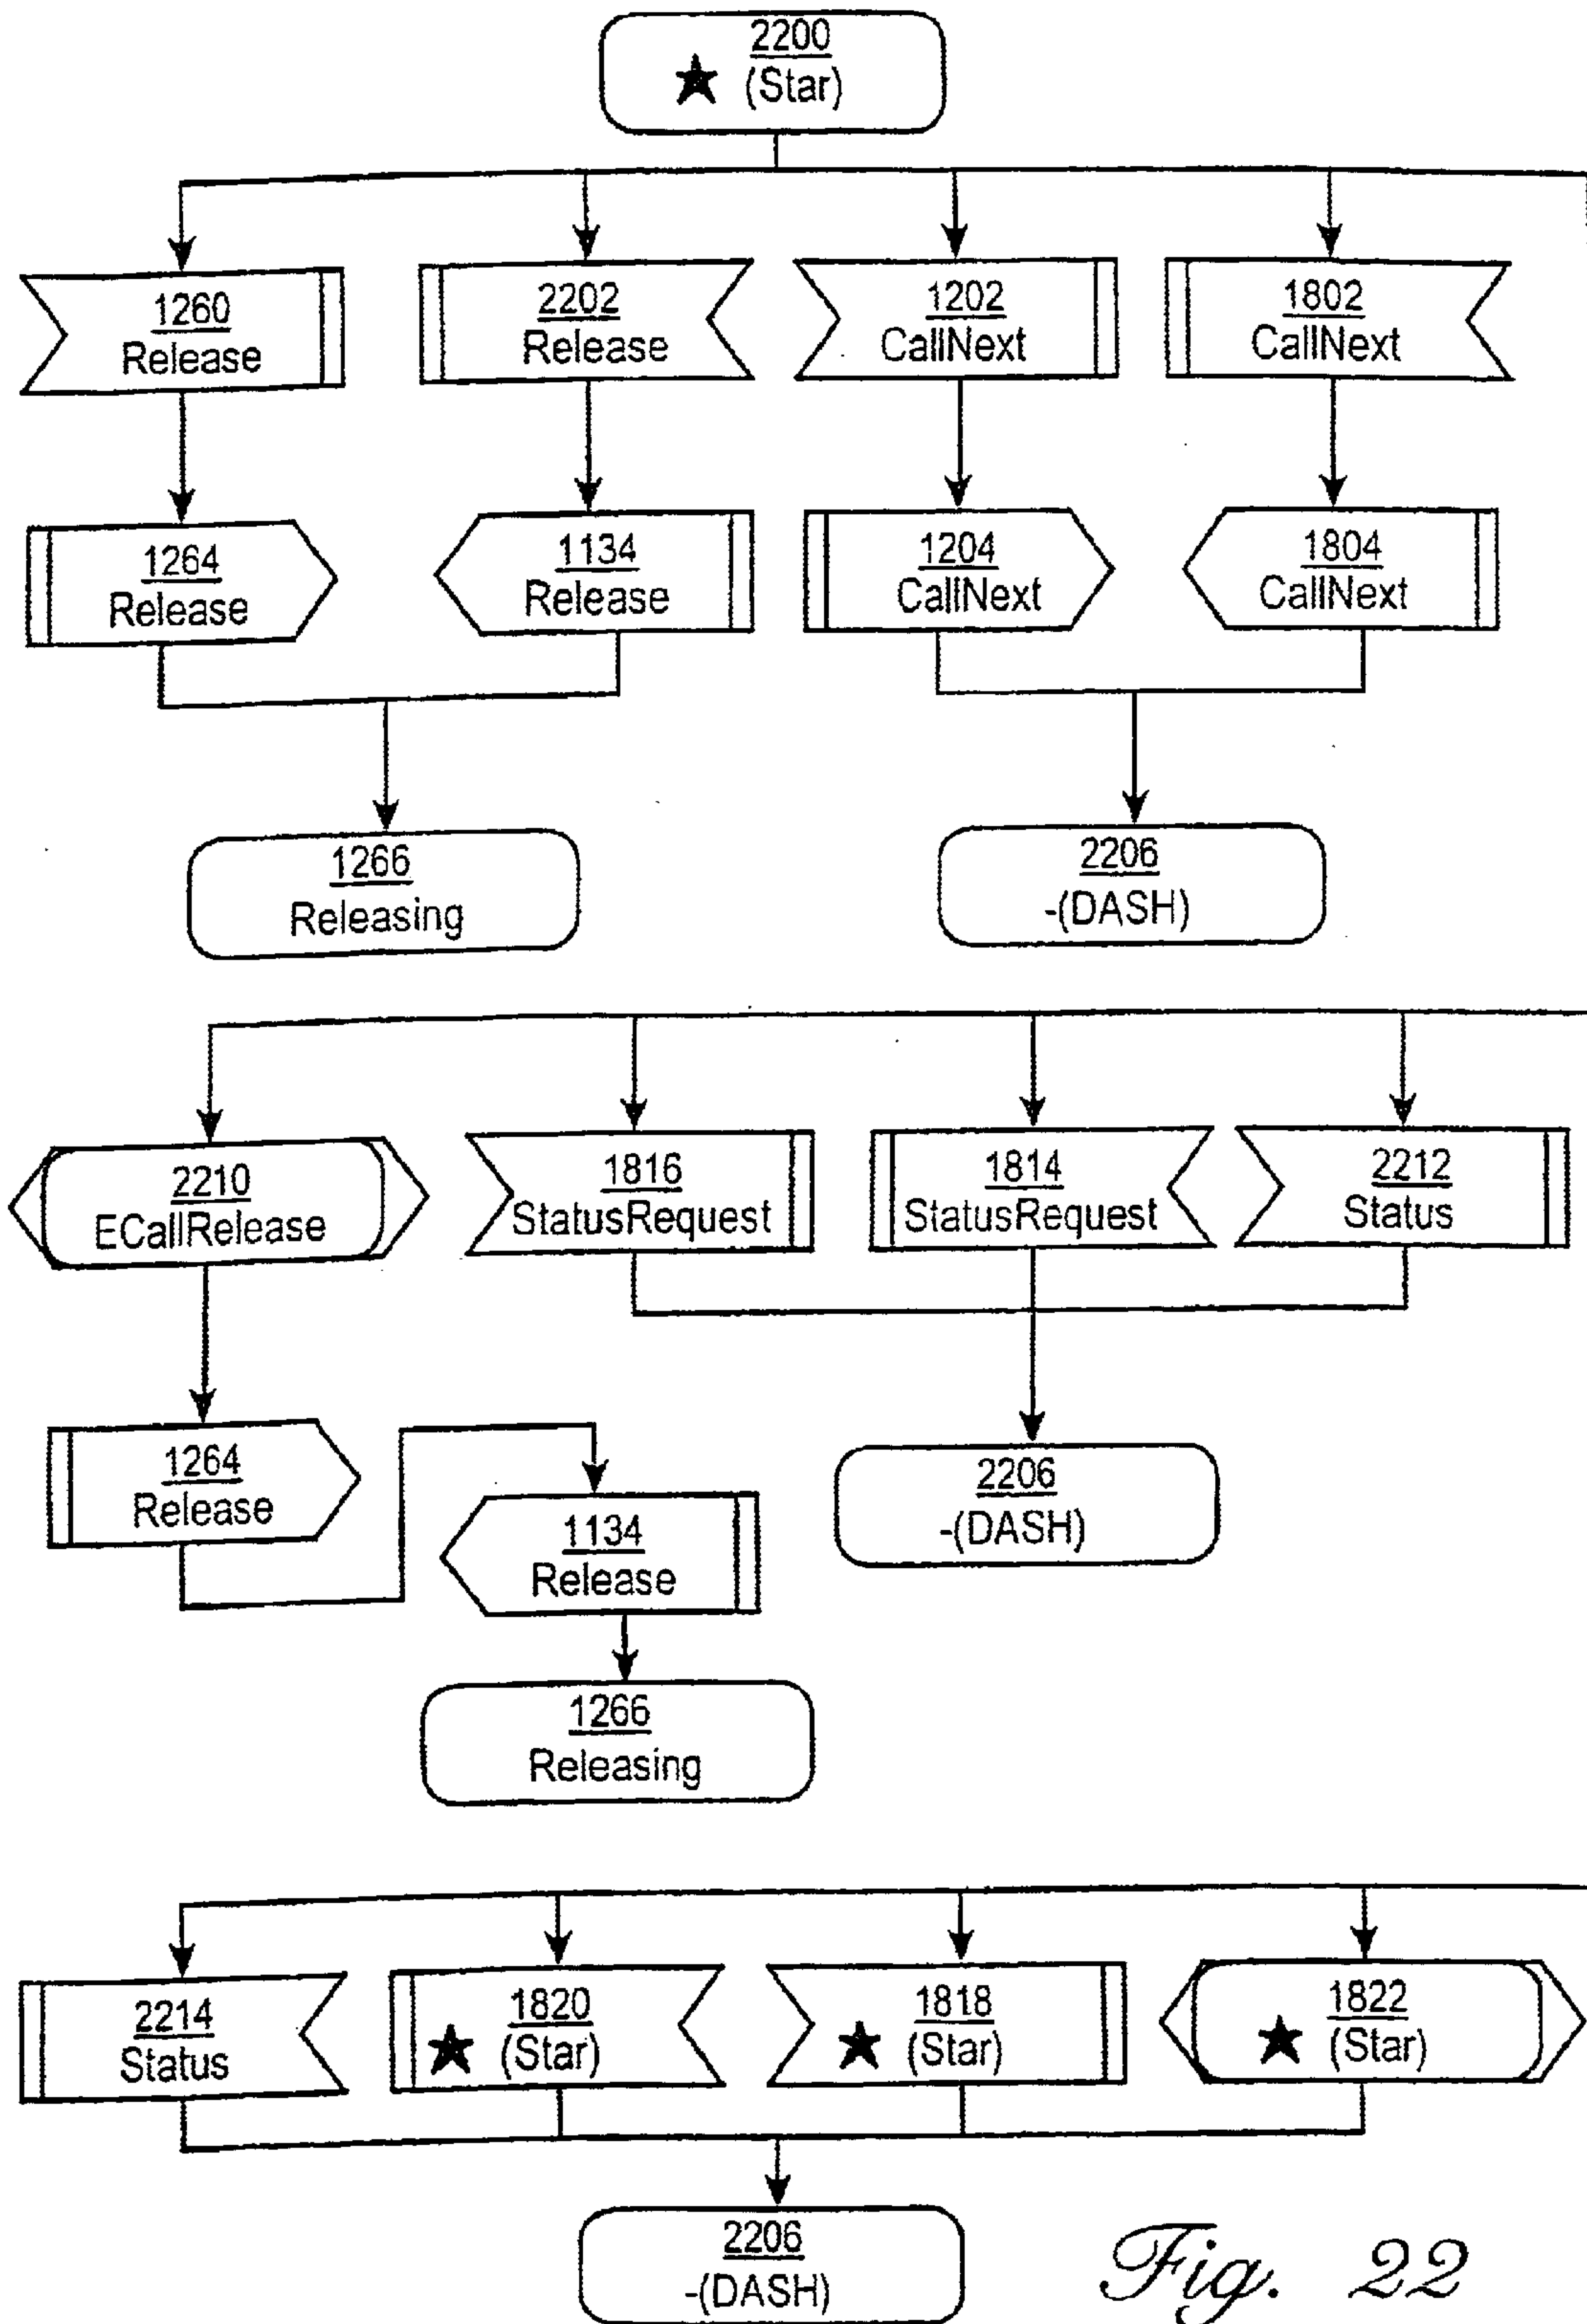 2200
★ (Star)
1260
Release
2202
Release
1202
CallNext
1802
CallNext
1264
Release
1134
Release
1204
CallNext
1804
CallNext
1266
Releasing
2206
-(DASH)
2210
ECallRelease
1816
StatusRequest
1814
StatusRequest
2212
Status
1264
Release
1134
Release
2206
-(DASH)
1266
Releasing
2214
Status
1820
★ (Star)
1818
★ (Star)
1822
★ (Star)
2206
-(DASH)
Fig. 22